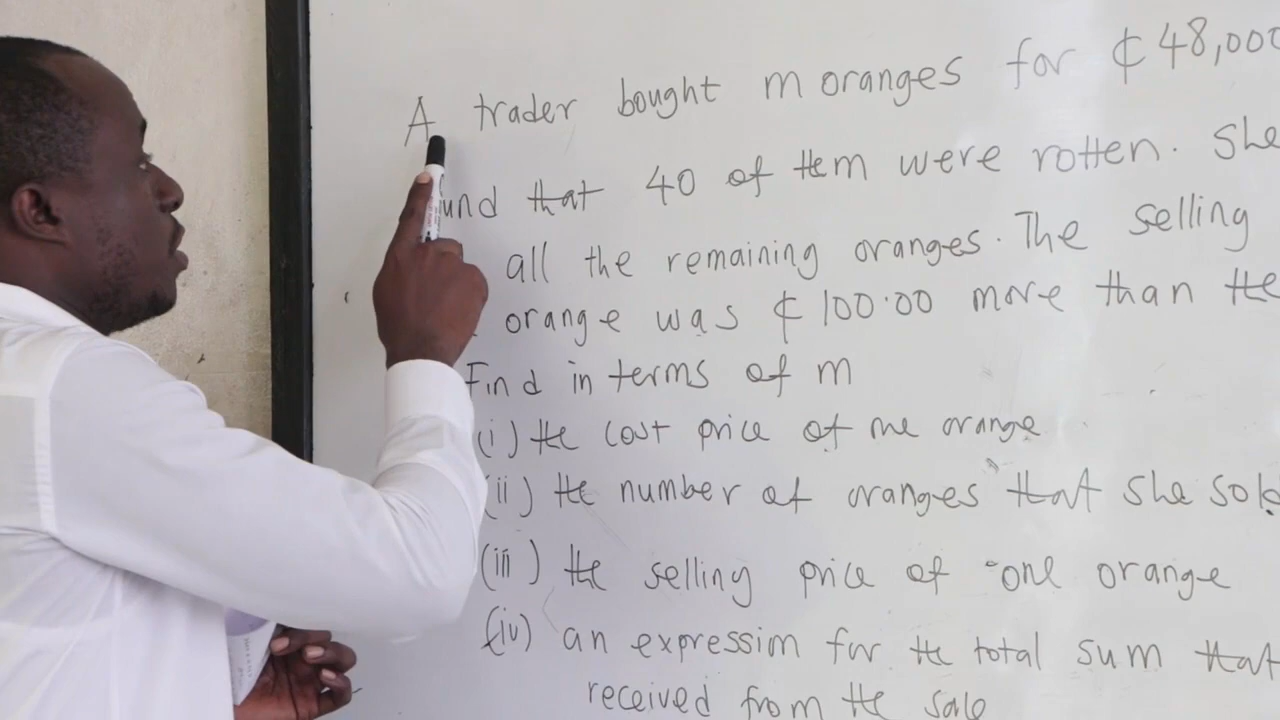 A trader bought m oranges for ₵48,000
und that 40 of them were rotten. She
all the remaining oranges. The selling
orange was ₵100.00 more than the
Find in terms of m
(i) the cost price of one orange
(ii) the number of oranges that she sold
(iii) the selling price of one orange
(iv) an expression for the total sum that
received from the sale